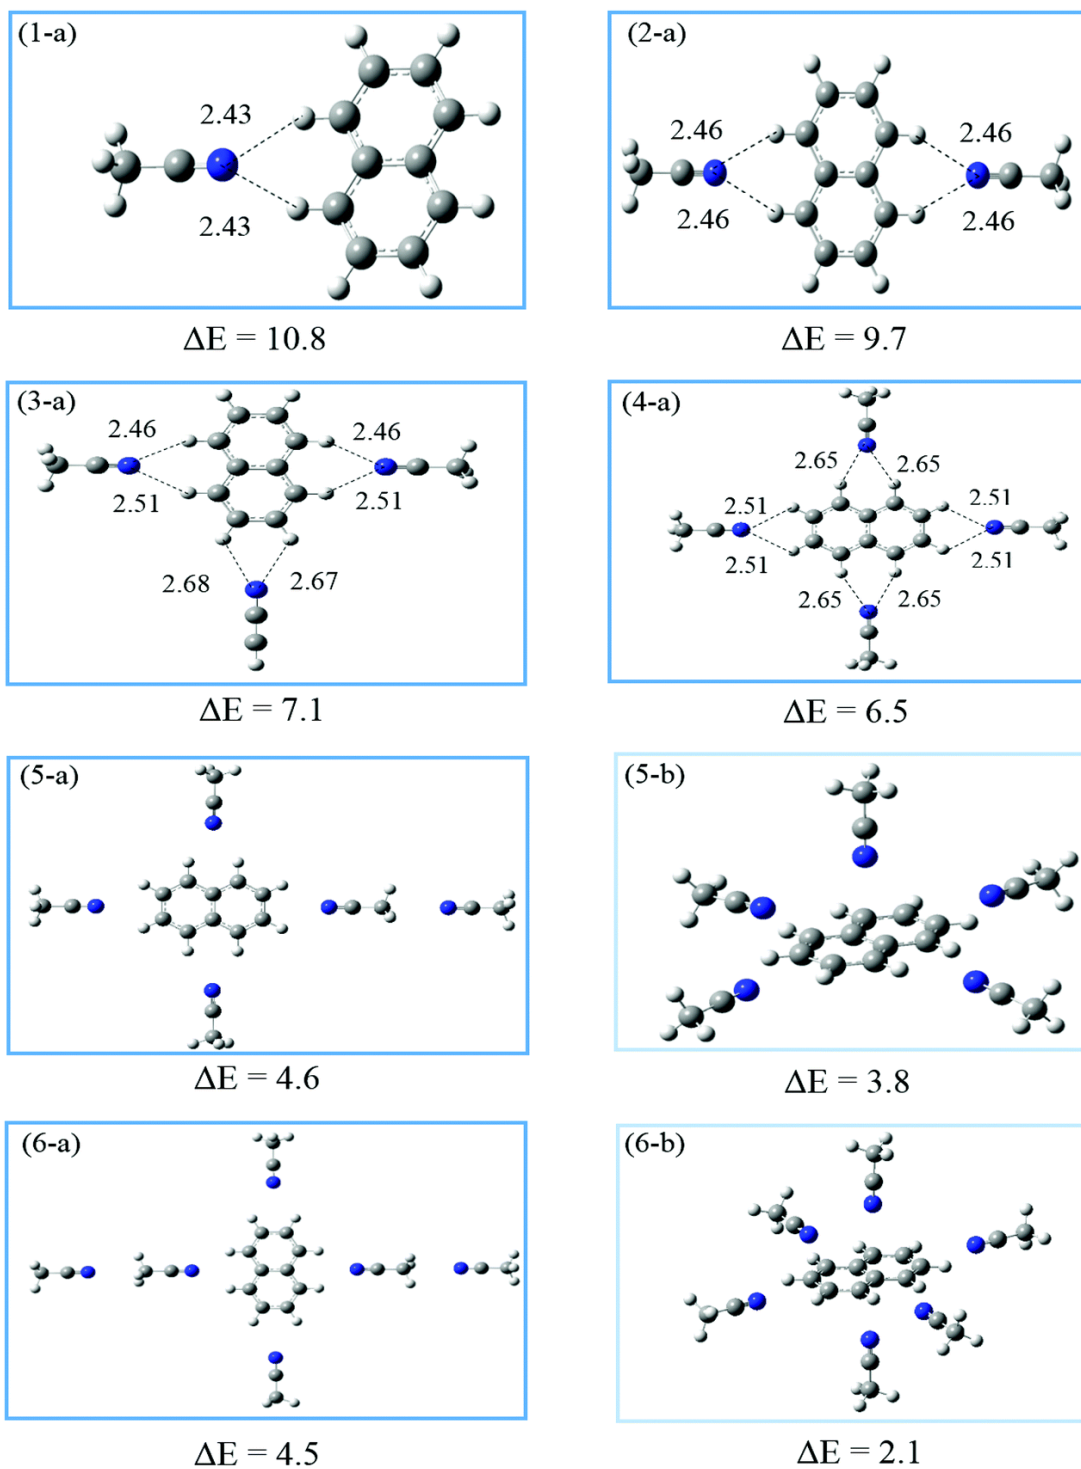 (1-a)
2.43
2.43
ΔE = 10.8
(2-a)
2.46
2.46
2.46
2.46
ΔE = 9.7
(3-a)
2.46
2.46
2.51
2.51
2.68
2.67
ΔE = 7.1
(4-a)
2.65
2.65
2.51
2.51
2.51
2.51
2.65
2.65
ΔE = 6.5
(5-a)
ΔE = 4.6
(5-b)
ΔE = 3.8
(6-a)
ΔE = 4.5
(6-b)
ΔE = 2.1